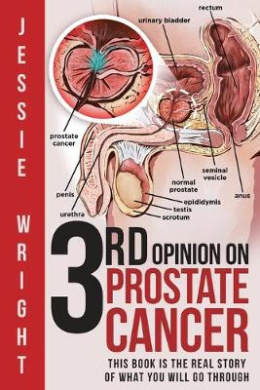 JESSIE WRIGHT
rectum
urinary bladder
prostate
cancer
seminal
vesicle
normal
prostate
anus
penis
epididymis
testis
scrotum
urethra
3RD OPINION ON
PROSTATE
CANCER
THIS BOOK IS THE REAL STORY
OF WHAT YOU WILL GO THROUGH